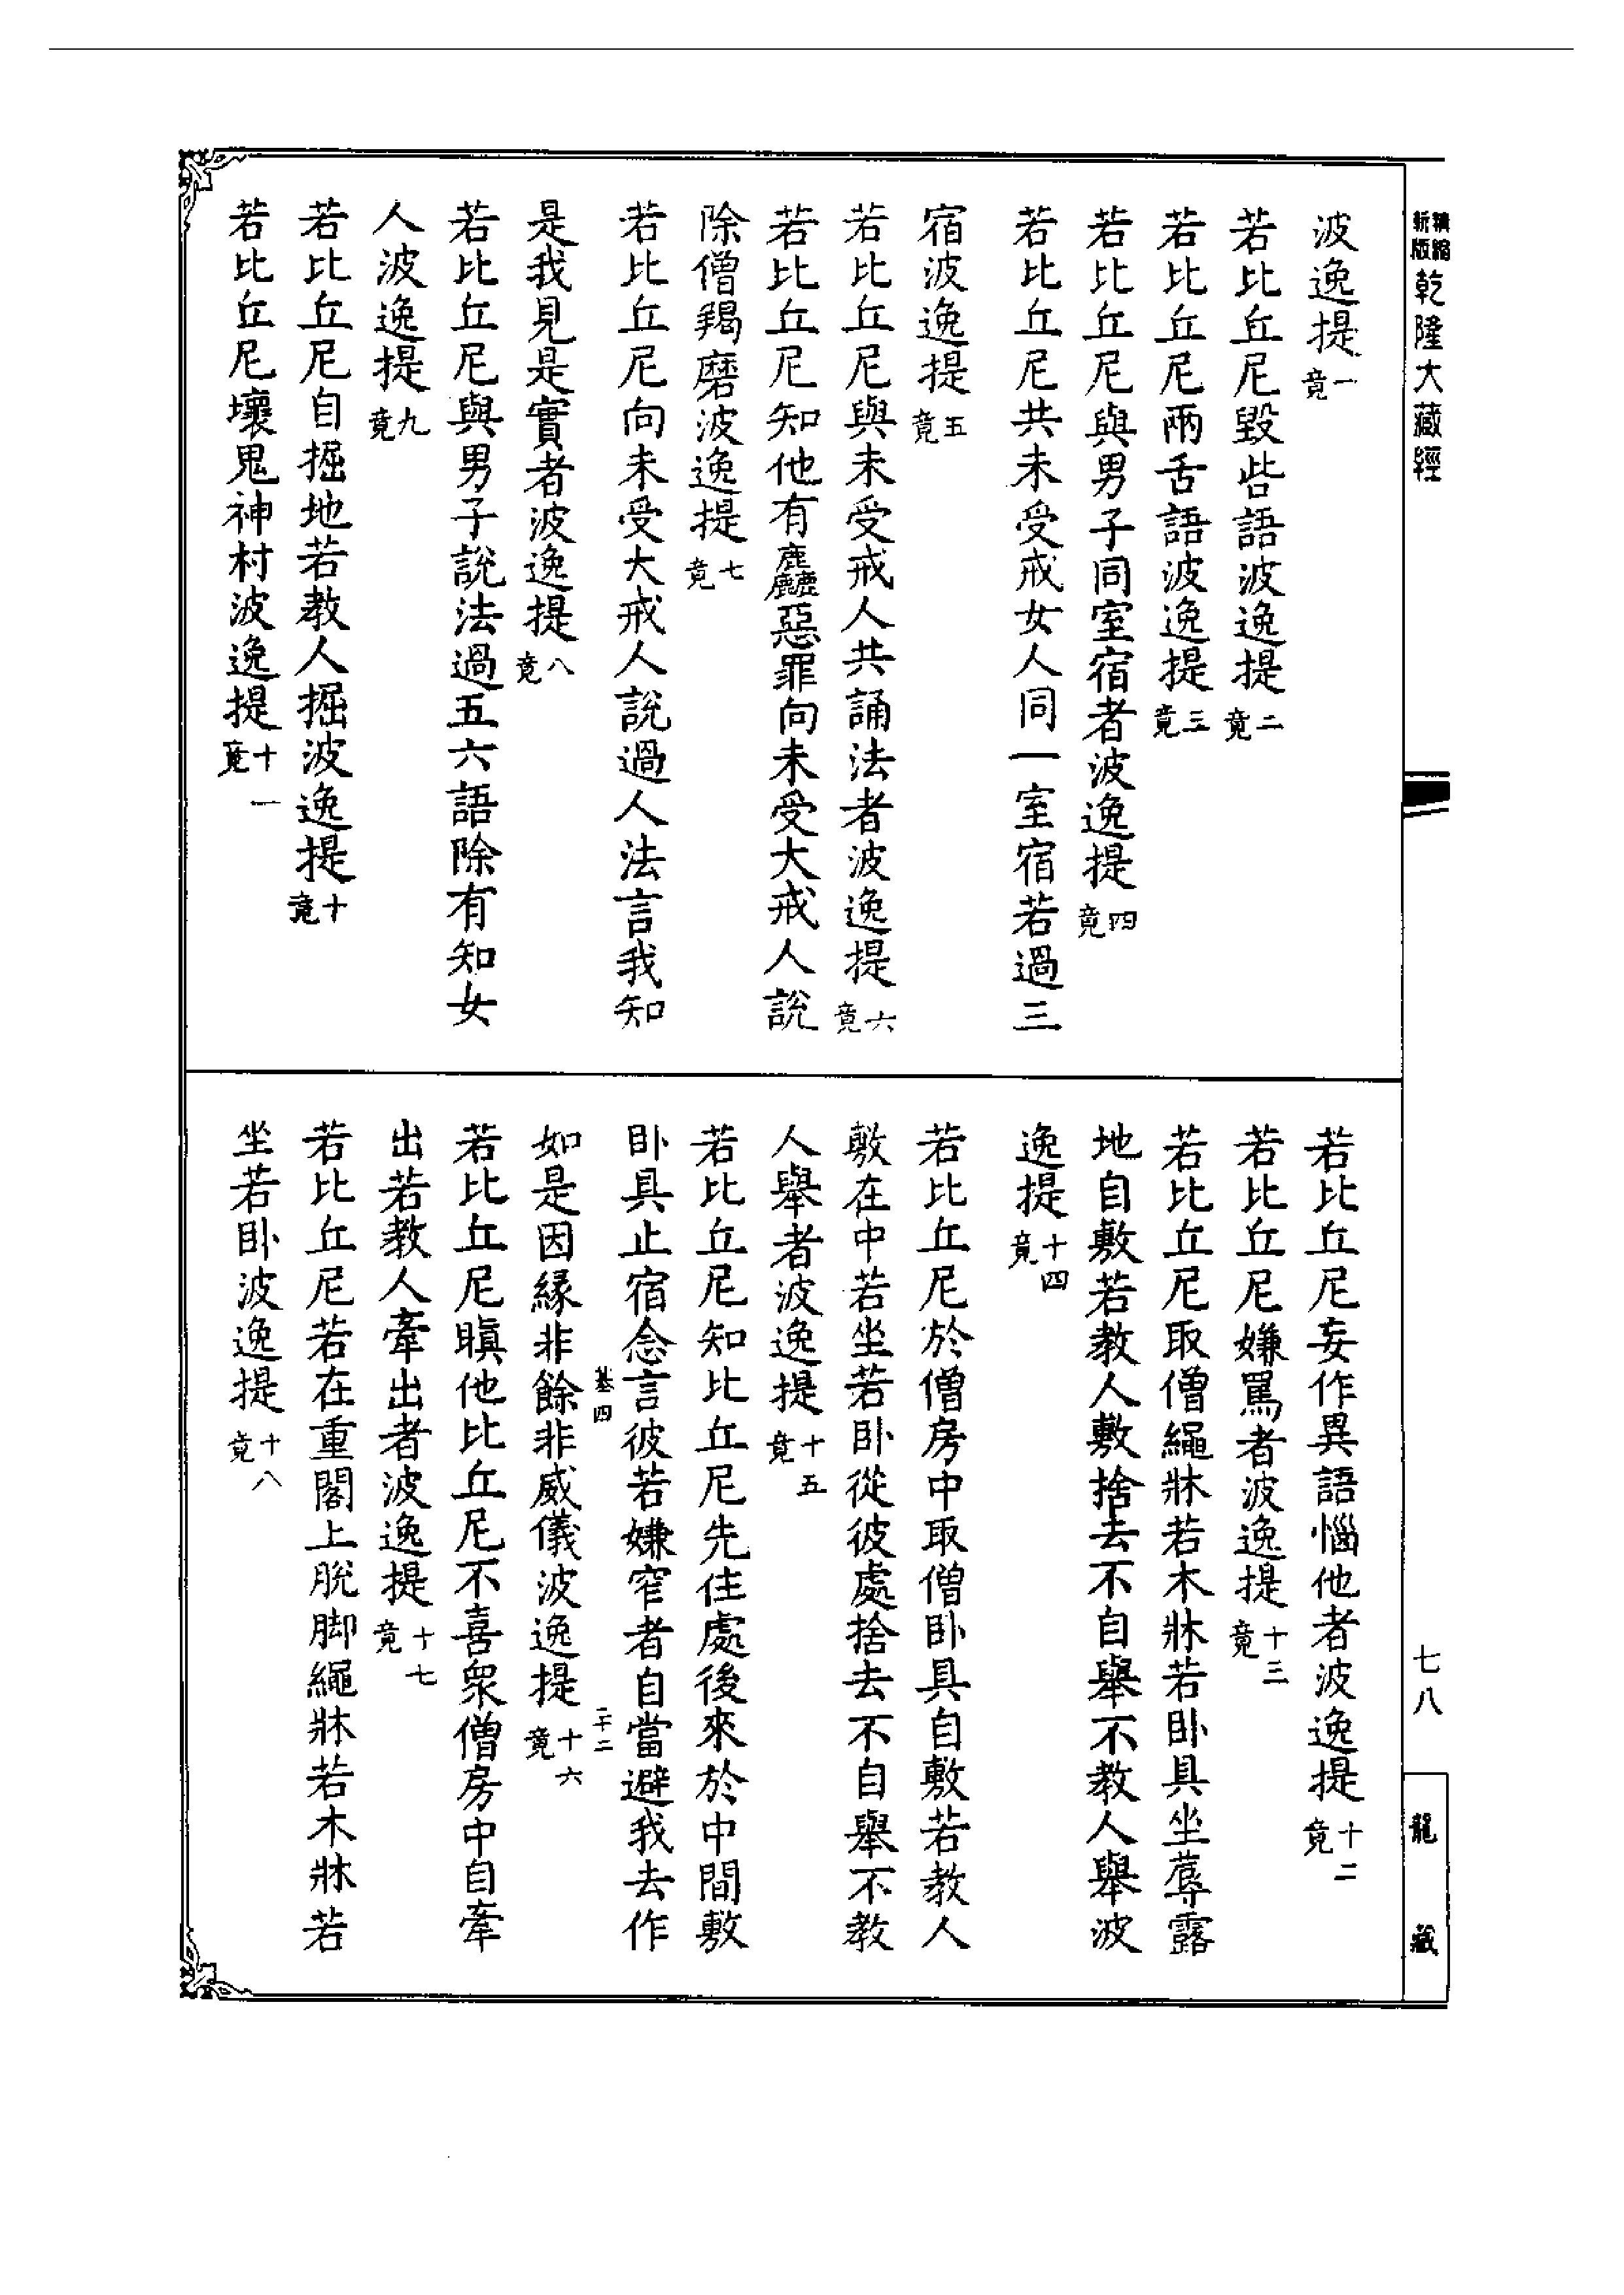 精縮新版乾隆大藏經
七八
龍藏
波逸提一竟
若比丘尼毀呰語波逸提二竟
若比丘尼兩舌語波逸提三竟
若比丘尼與男子同室宿者波逸提四竟
若比丘尼共未受戒女人同一室宿若過三
宿波逸提五竟
若比丘尼與未受戒人共誦法者波逸提六竟
若比丘尼知他有麤惡罪向未受大戒人說
除僧羯磨波逸提七竟
若比丘尼向未受大戒人說過人法言我知
是我見是實者波逸提八竟
若比丘尼與男子說法過五六語除有知女
人波逸提九竟
若比丘尼自掘地若教人掘波逸提十竟
若比丘尼壞鬼神村波逸提十一竟
若比丘尼妄作異語惱他者波逸提十二竟
若比丘尼嫌罵者波逸提十三竟
若比丘尼取僧繩牀若木牀若卧具坐蓐露
地自敷若教人敷捨去不自舉不教人舉波
逸提十四竟
若比丘尼於僧房中取僧卧具自敷若教人
敷在中若坐若卧從彼處捨去不自舉不教
人舉者波逸提十五竟
若比丘尼知比丘尼先住處後來於中間敷
卧具止宿念言彼若嫌窄者自當避我去作
基四
二十二
如是因緣非餘非威儀波逸提十六竟
若比丘尼瞋他比丘尼不喜眾僧房中自牽
出若教人牽出者波逸提十七竟
若比丘尼若在重閣上脫脚繩牀若木牀若
坐若卧波逸提十八竟